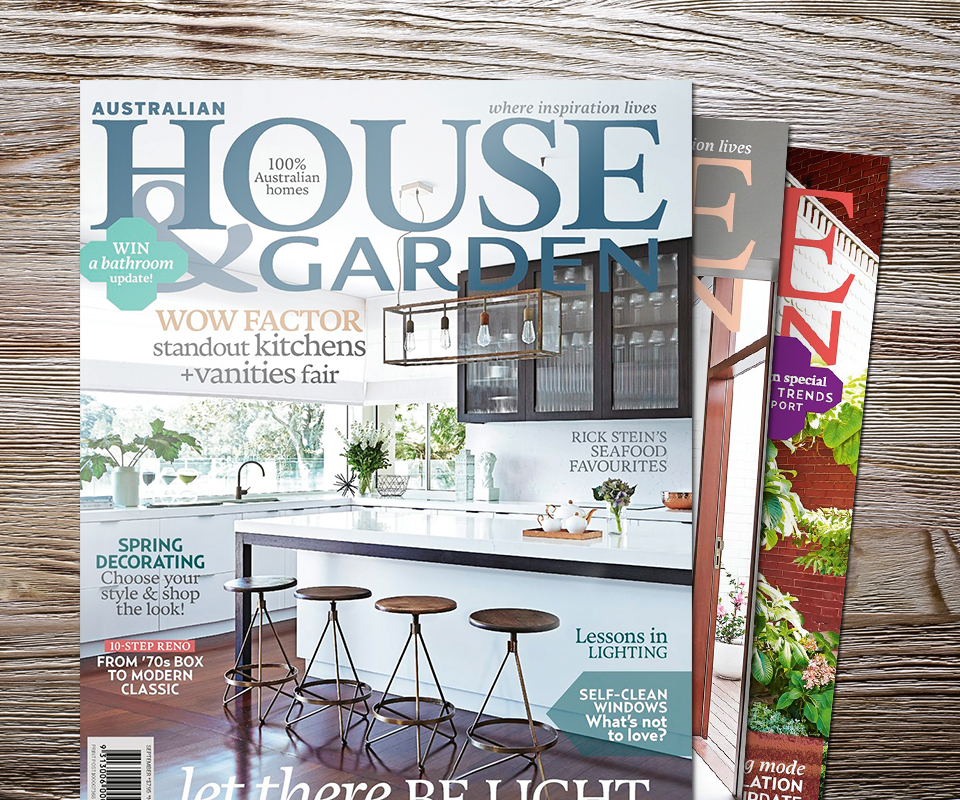 AUSTRALIAN
where inspiration lives
HOUSE
100%
Australian
homes
& GARDEN
WIN
a bathroom
update!
WOW FACTOR
standout kitchens
+vanities fair
RICK STEIN'S
SEAFOOD
FAVOURITES
SPRING
DECORATING
Choose your
style & shop
the look!
10-STEP RENO
FROM '70s BOX
TO MODERN
CLASSIC
Lessons in
LIGHTING
SELF-CLEAN
WINDOWS
What's not
to love?
let there BE LIGHT
ion lives
E
E
N
n special
TRENDS
PORT
g mode
LATION